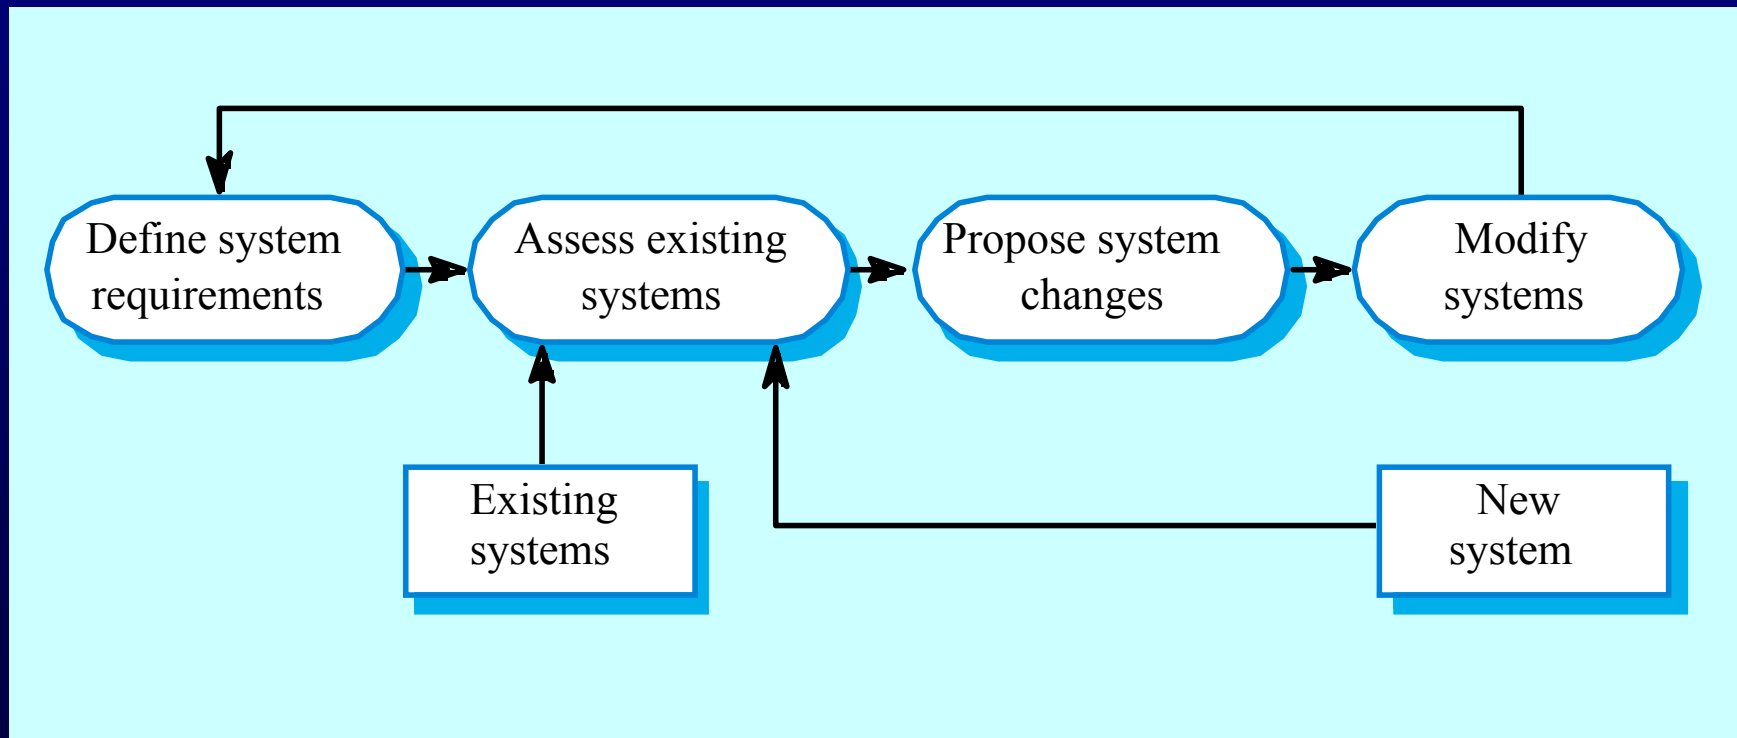 Define system
requirements
Assess existing
systems
Propose system
changes
Modify
systems
Existing
systems
New
system